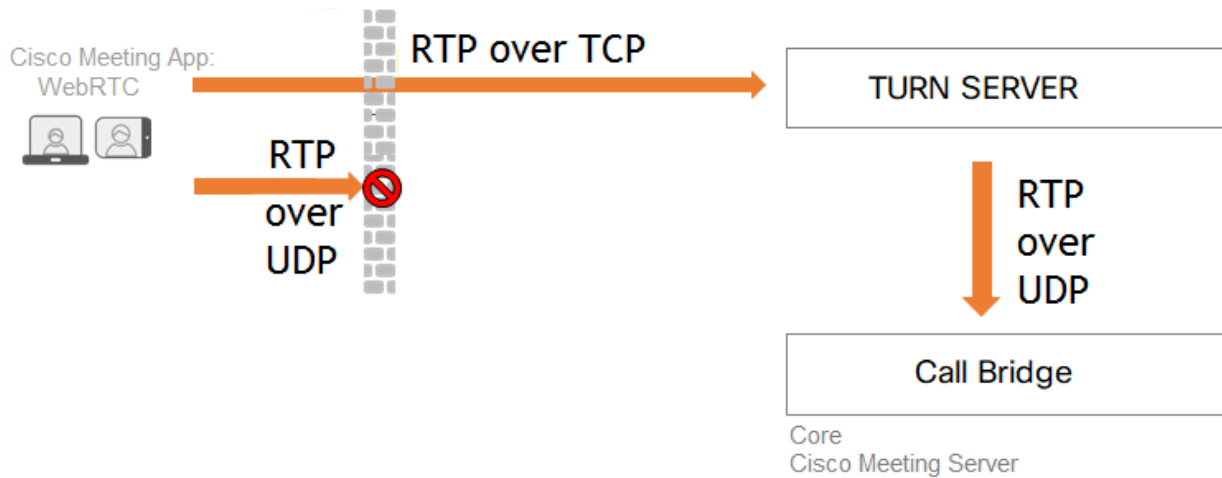 Cisco Meeting App:
WebRTC
RTP over TCP
TURN SERVER
RTP
over
UDP
RTP
over
UDP
Call Bridge
Core
Cisco Meeting Server